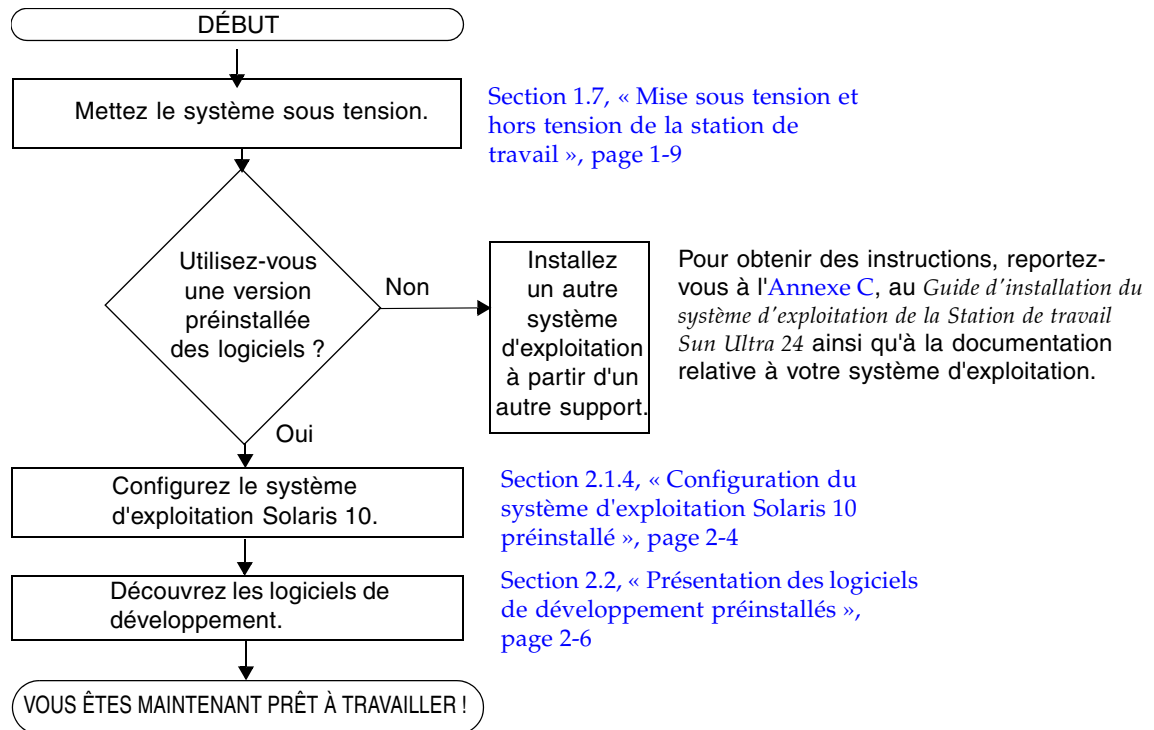 DÉBUT
Mettez le système sous tension.
Section 1.7, « Mise sous tension et
hors tension de la station de
travail », page 1-9
Utilisez-vous
une version
préinstallée
des logiciels ?
Non
Installez
un autre
système
d'exploitation
à partir d'un
autre support.
Pour obtenir des instructions, reportez-
vous à l'Annexe C, au Guide d'installation du
système d'exploitation de la Station de travail
Sun Ultra 24 ainsi qu'à la documentation
relative à votre système d'exploitation.
Oui
Configurez le système
d'exploitation Solaris 10.
Section 2.1.4, « Configuration du
système d'exploitation Solaris 10
préinstallé », page 2-4
Découvrez les logiciels de
développement.
Section 2.2, « Présentation des logiciels
de développement préinstallés »,
page 2-6
VOUS ÊTES MAINTENANT PRÊT À TRAVAILLER !